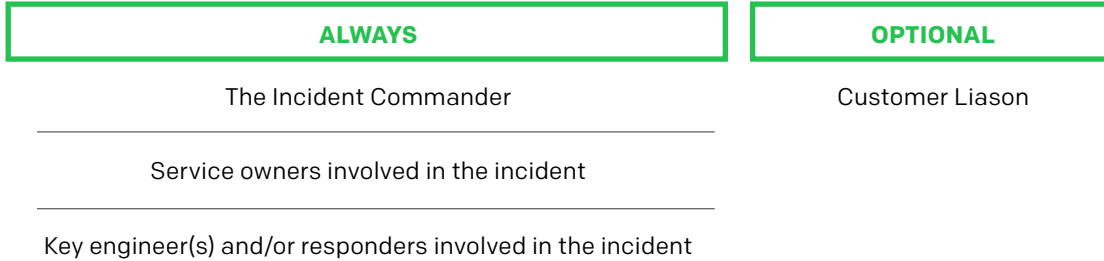 ALWAYS
OPTIONAL
The Incident Commander
Customer Liason
Service owners involved in the incident
Key engineer(s) and/or responders involved in the incident